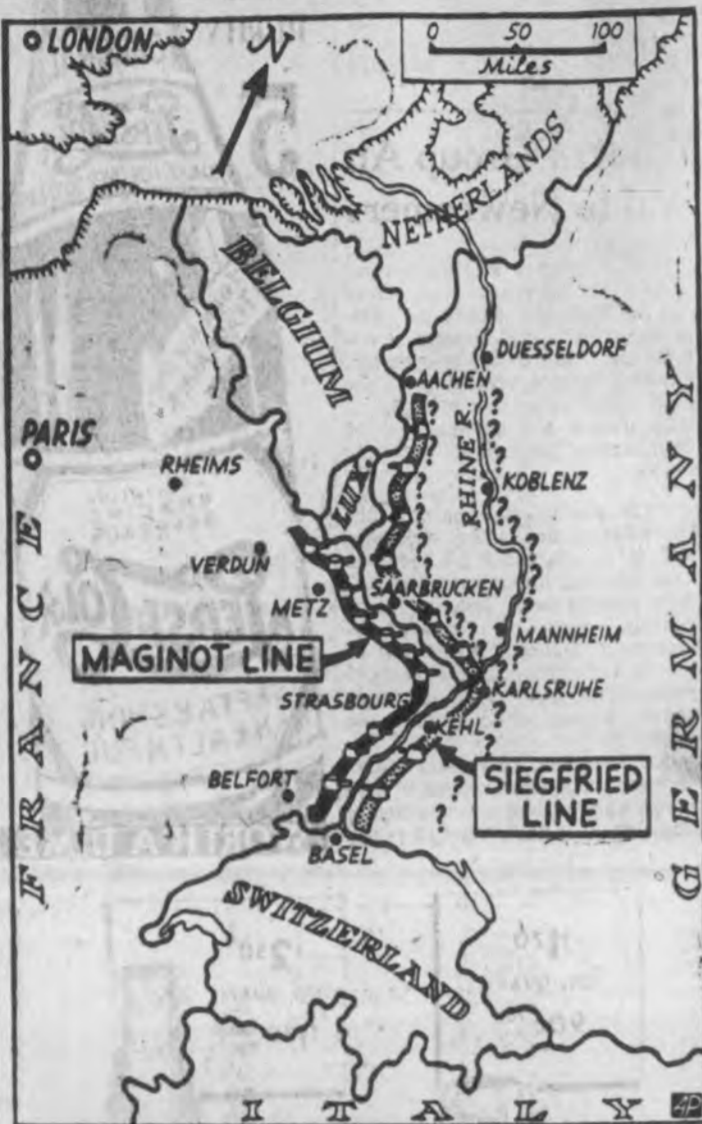 LONDON
N
0 50 100
Miles
NETHERLANDS
BELGIUM
DUESSELDORF
AACHEN
PARIS
RHEIMS
LUX.
RHINE R.
KOBLENZ
VERDUN
METZ
SAARBRUCKEN
MANNHEIM
MAGINOT LINE
STRASBOURG
KARLSRUHE
KEHL
BELFORT
SIEGFRIED
LINE
BASEL
FRANCE
GERMANY
SWITZERLAND
ITALY
AP
? ? ? ? ? ? ? ? ? ? ? ? ? ? ? ? ? ? ? ? ? ? ? ?